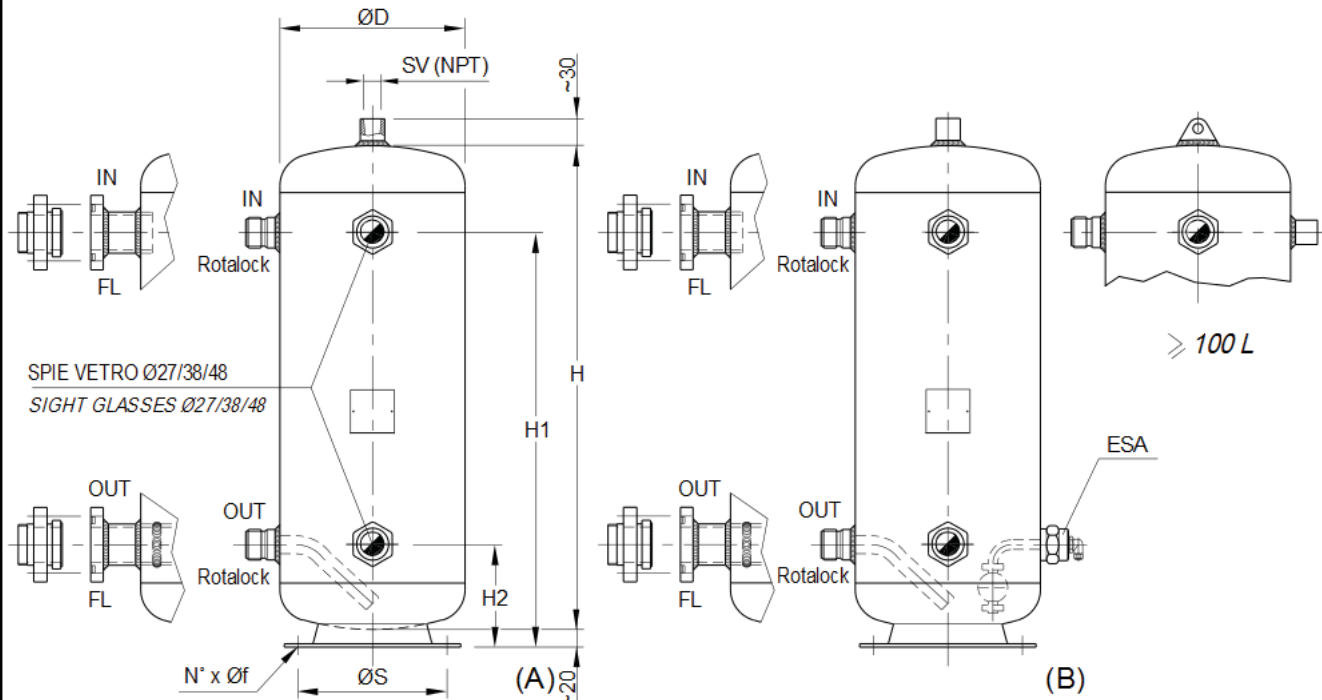 ØD
SV (NPT)
~30
IN
IN
Rotalock
FL
SPIE VETRO Ø27/38/48
SIGHT GLASSES Ø27/38/48
H
H1
OUT
OUT
Rotalock
FL
H2
N° x Øf
ØS
(A)
~20
IN
IN
Rotalock
FL
⩾ 100 L
ESA
OUT
OUT
Rotalock
FL
(B)